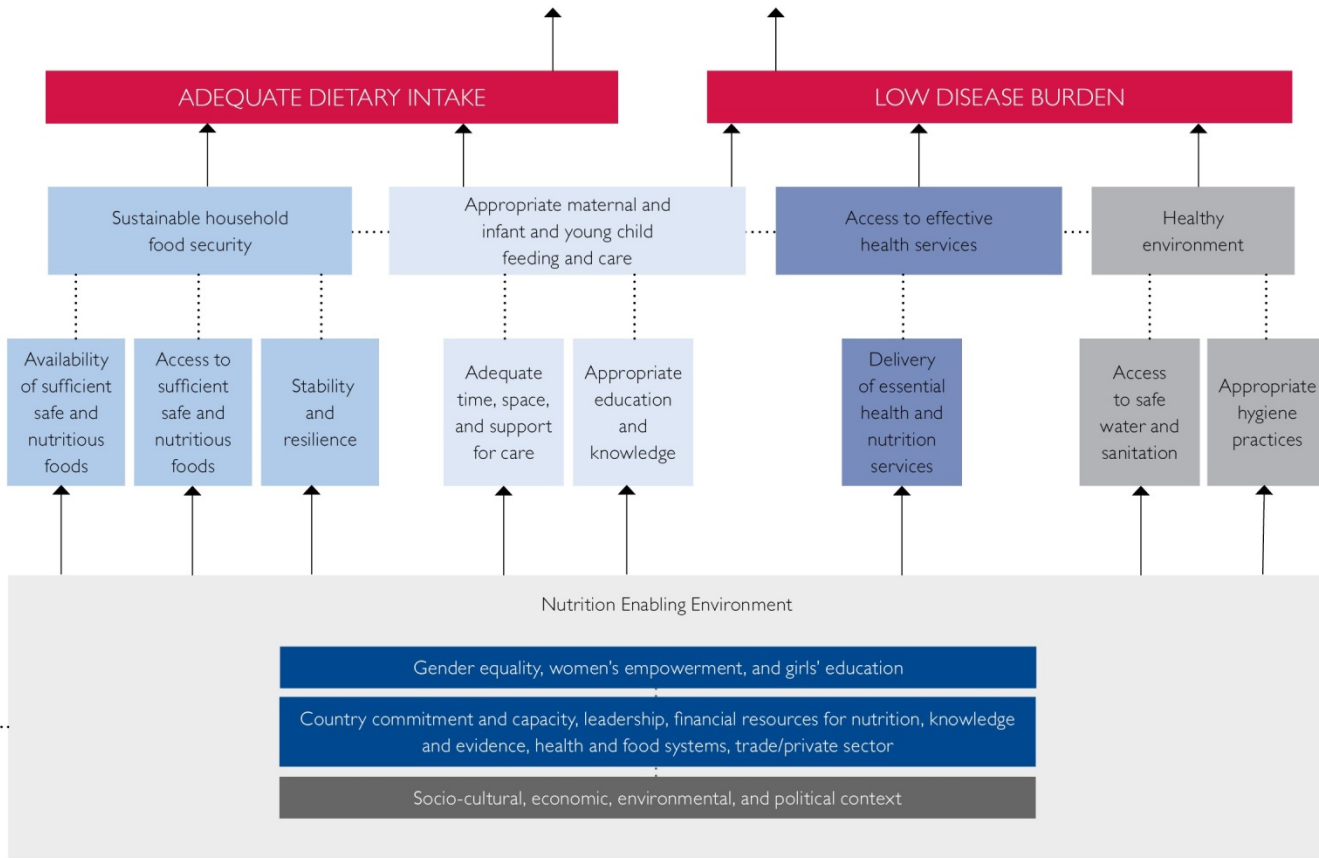 ADEQUATE DIETARY INTAKE
LOW DISEASE BURDEN
Sustainable household
food security
Appropriate maternal and
infant and young child
feeding and care
Access to effective
health services
Healthy
environment
Availability
of sufficient
safe and
nutritious
foods
Access to
sufficient
safe and
nutritious
foods
Stability
and
resilience
Adequate
time, space,
and support
for care
Appropriate
education
and
knowledge
Delivery
of essential
health and
nutrition
services
Access
to safe
water and
sanitation
Appropriate
hygiene
practices
Nutrition Enabling Environment
Gender equality, women’s empowerment, and girls’ education
Country commitment and capacity, leadership, financial resources for nutrition, knowledge
and evidence, health and food systems, trade/private sector
Socio-cultural, economic, environmental, and political context